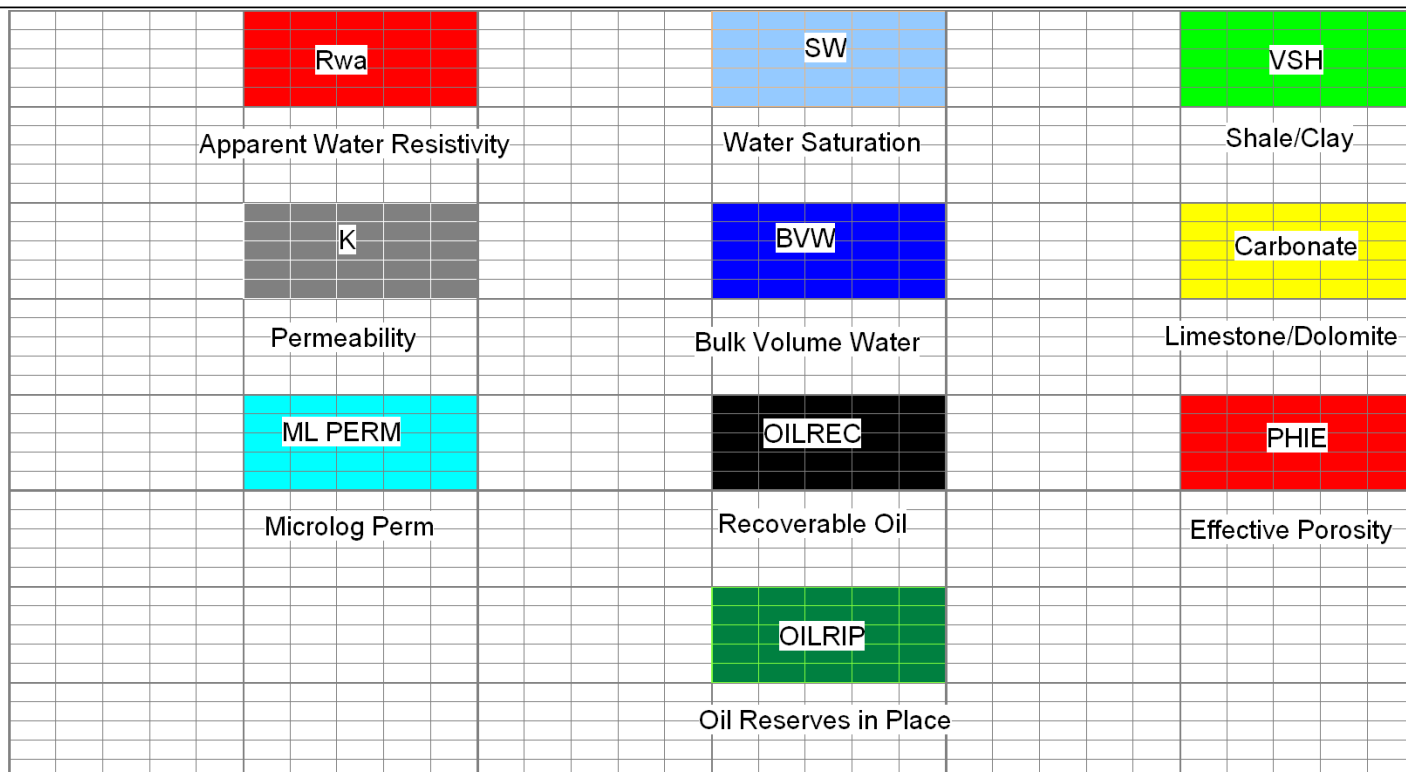 Rwa
SW
VSH
Apparent Water Resistivity
Water Saturation
Shale/Clay
K
BVW
Carbonate
Permeability
Bulk Volume Water
Limestone/Dolomite
ML PERM
OILREC
PHIE
Microlog Perm
Recoverable Oil
Effective Porosity
OILRIP
Oil Reserves in Place